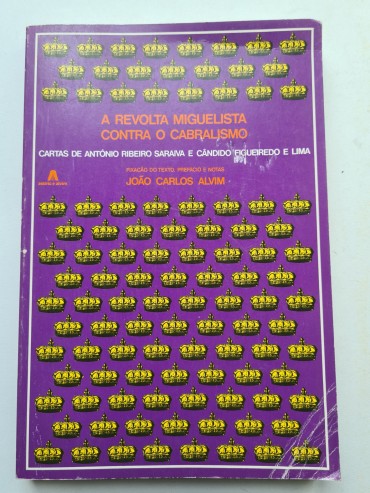 A REVOLTA MIGUELISTA
CONTRA O CABRALISMO
CARTAS DE ANTÓNIO RIBEIRO SARAIVA E CÂNDIDO FIGUEIREDO E LIMA
FIXAÇÃO DO TEXTO, PREFÁCIO E NOTAS
JOÃO CARLOS ALVIM